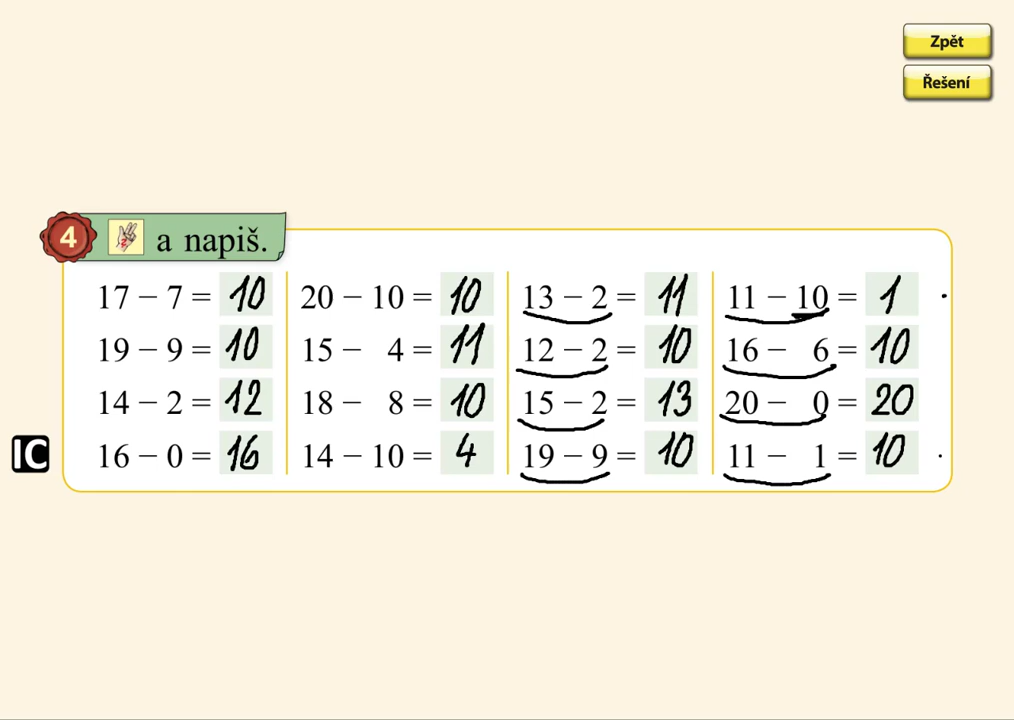 Zpět
Řešení
4 a napiš.
17 − 7 = 10 20 − 10 = 10 13 − 2 = 11 11 − 10 = 1
19 − 9 = 10 15 − 4 = 11 12 − 2 = 10 16 − 6 = 10
14 − 2 = 12 18 − 8 = 10 15 − 2 = 13 20 − 0 = 20
16 − 0 = 16 14 − 10 = 4 19 − 9 = 10 11 − 1 = 10
IC